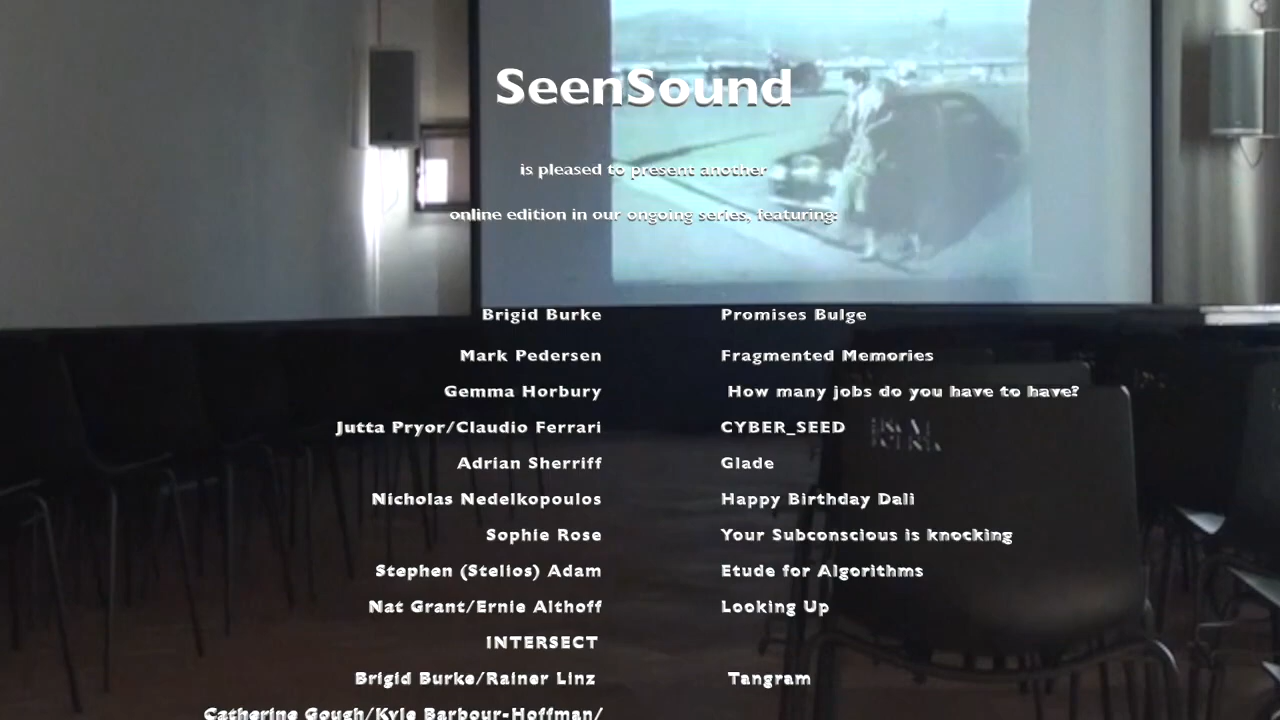 SeenSound
is pleased to present another
online edition in our ongoing series, featuring:
Brigid Burke Promises Bulge
Mark Pedersen Fragmented Memories
Gemma Horbury How many jobs do you have to have?
Jutta Pryor/Claudio Ferrari CYBER_SEED
Adrian Sherriff Glade
Nicholas Nedelkopoulos Happy Birthday Dali
Sophie Rose Your Subconscious is knocking
Stephen (Stelios) Adam Etude for Algorithms
Nat Grant/Ernie Althoff Looking Up
INTERSECT
Brigid Burke/Rainer Linz Tangram
Catherine Gough/Kyle Barbour-Hoffman/